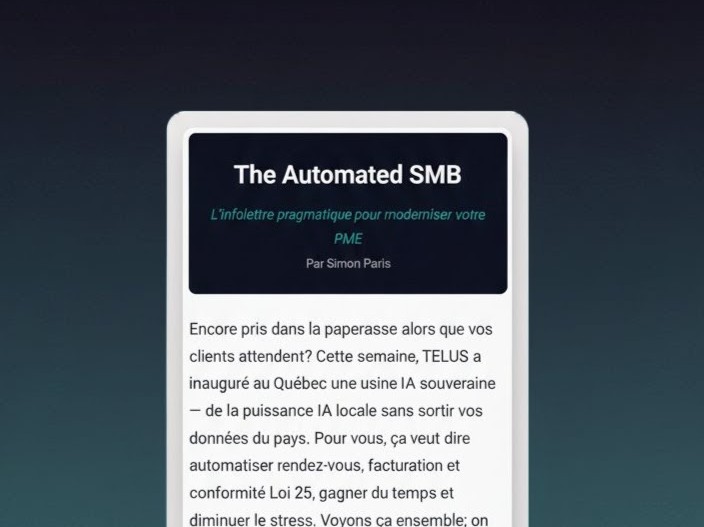 The Automated SMB
L'infolettre pragmatique pour moderniser votre
PME
Par Simon Paris
Encore pris dans la paperasse alors que vos
clients attendent? Cette semaine, TELUS a
inauguré au Québec une usine IA souveraine
— de la puissance IA locale sans sortir vos
données du pays. Pour vous, ça veut dire
automatiser rendez-vous, facturation et
conformité Loi 25, gagner du temps et
diminuer le stress. Voyons ça ensemble; on